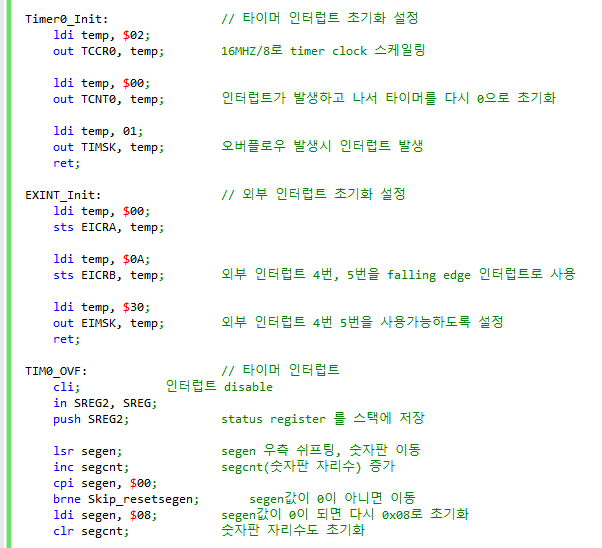 Timer0_Init: // 타이머 인터럽트 초기화 설정
ldi temp, $02;
out TCCR0, temp; 16MHZ/8로 timer clock 스케일링
ldi temp, $00;
out TCNT0, temp; 인터럽트가 발생하고 나서 타이머를 다시 0으로 초기화
ldi temp, 01;
out TIMSK, temp; 오버플로우 발생시 인터럽트 발생
ret;
EXINT_Init: // 외부 인터럽트 초기화 설정
ldi temp, $00;
sts EICRA, temp;
ldi temp, $0A;
sts EICRB, temp; 외부 인터럽트 4번, 5번을 falling edge 인터럽트로 사용
ldi temp, $30;
out EIMSK, temp; 외부 인터럽트 4번 5번을 사용가능하도록 설정
ret;
TIM0_OVF: // 타이머 인터럽트
cli; 인터럽트 disable
in SREG2, SREG;
push SREG2; status register 를 스택에 저장
lsr segen; segen 우측 쉬프팅, 숫자판 이동
inc segcnt; segcnt(숫자판 자리수) 증가
cpi segen, $00;
brne Skip_resetsegen; segen값이 0이 아니면 이동
ldi segen, $08; segen값이 0이 되면 다시 0x08로 초기화
clr segcnt; 숫자판 자리수도 초기화